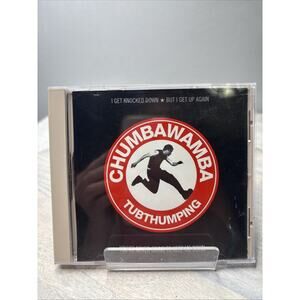 I GET KNOCKED DOWN ★ BUT I GET UP AGAIN
CHUMBAWAMBA
TUBTHUMPING